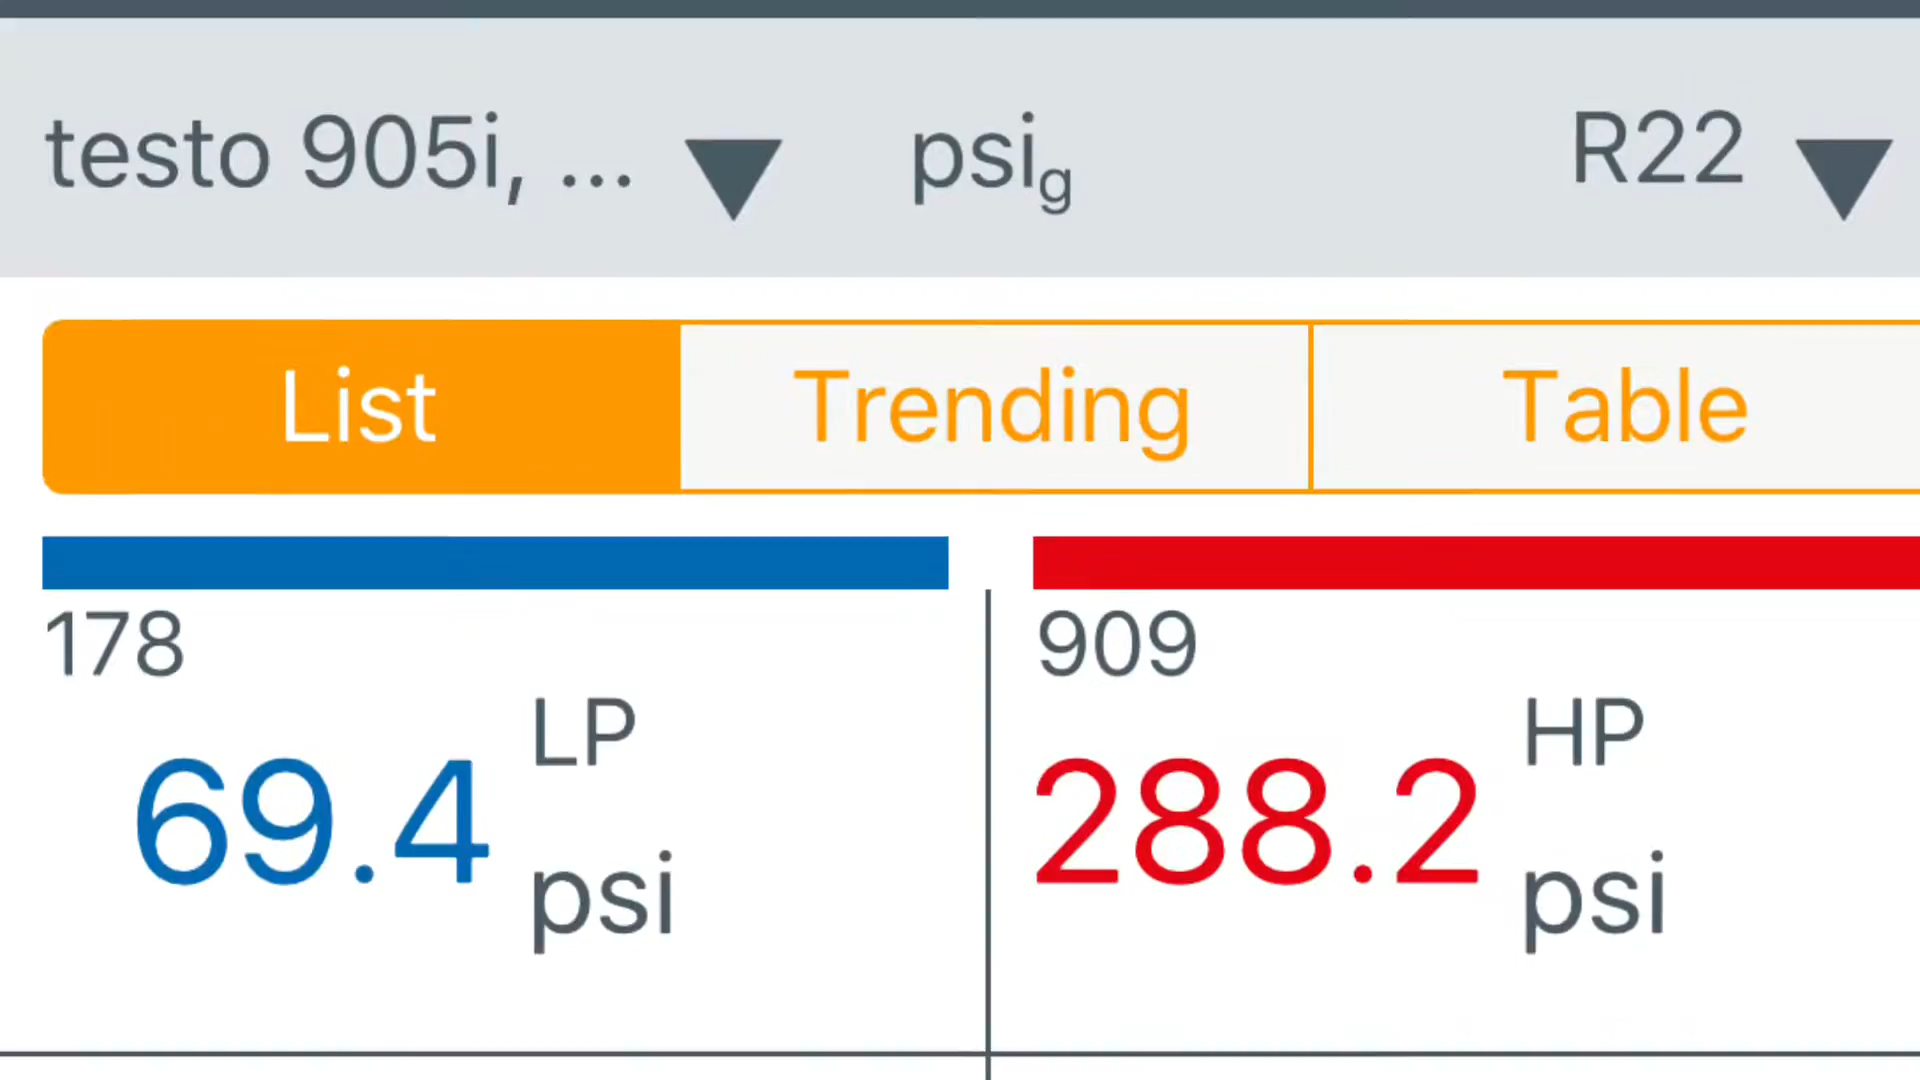 testo 905i, ... ▼ psig R22 ▼
List Trending Table
178 909
69.4 LP psi
288.2 HP psi